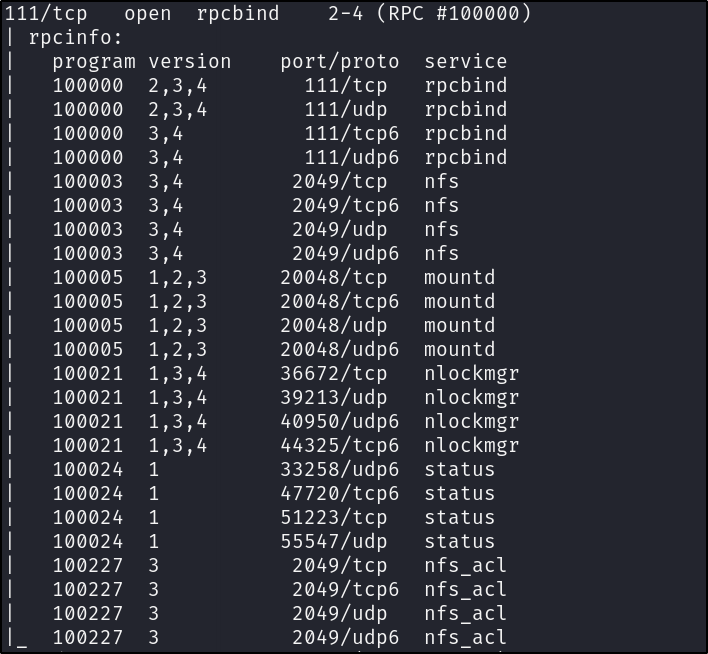 111/tcp   open  rpcbind     2-4 (RPC #100000)
| rpcinfo:
|   program version    port/proto  service
|   100000  2,3,4        111/tcp   rpcbind
|   100000  2,3,4        111/udp   rpcbind
|   100000  3,4          111/tcp6  rpcbind
|   100000  3,4          111/udp6  rpcbind
|   100003  3,4         2049/tcp   nfs
|   100003  3,4         2049/tcp6  nfs
|   100003  3,4         2049/udp   nfs
|   100003  3,4         2049/udp6  nfs
|   100005  1,2,3      20048/tcp   mountd
|   100005  1,2,3      20048/tcp6  mountd
|   100005  1,2,3      20048/udp   mountd
|   100005  1,2,3      20048/udp6  mountd
|   100021  1,3,4      36672/tcp   nlockmgr
|   100021  1,3,4      39213/udp   nlockmgr
|   100021  1,3,4      40950/udp6  nlockmgr
|   100021  1,3,4      44325/tcp6  nlockmgr
|   100024  1          33258/udp6  status
|   100024  1          47720/tcp6  status
|   100024  1          51223/tcp   status
|   100024  1          55547/udp   status
|   100227  3           2049/tcp   nfs_acl
|   100227  3           2049/tcp6  nfs_acl
|   100227  3           2049/udp   nfs_acl
|_  100227  3           2049/udp6  nfs_acl